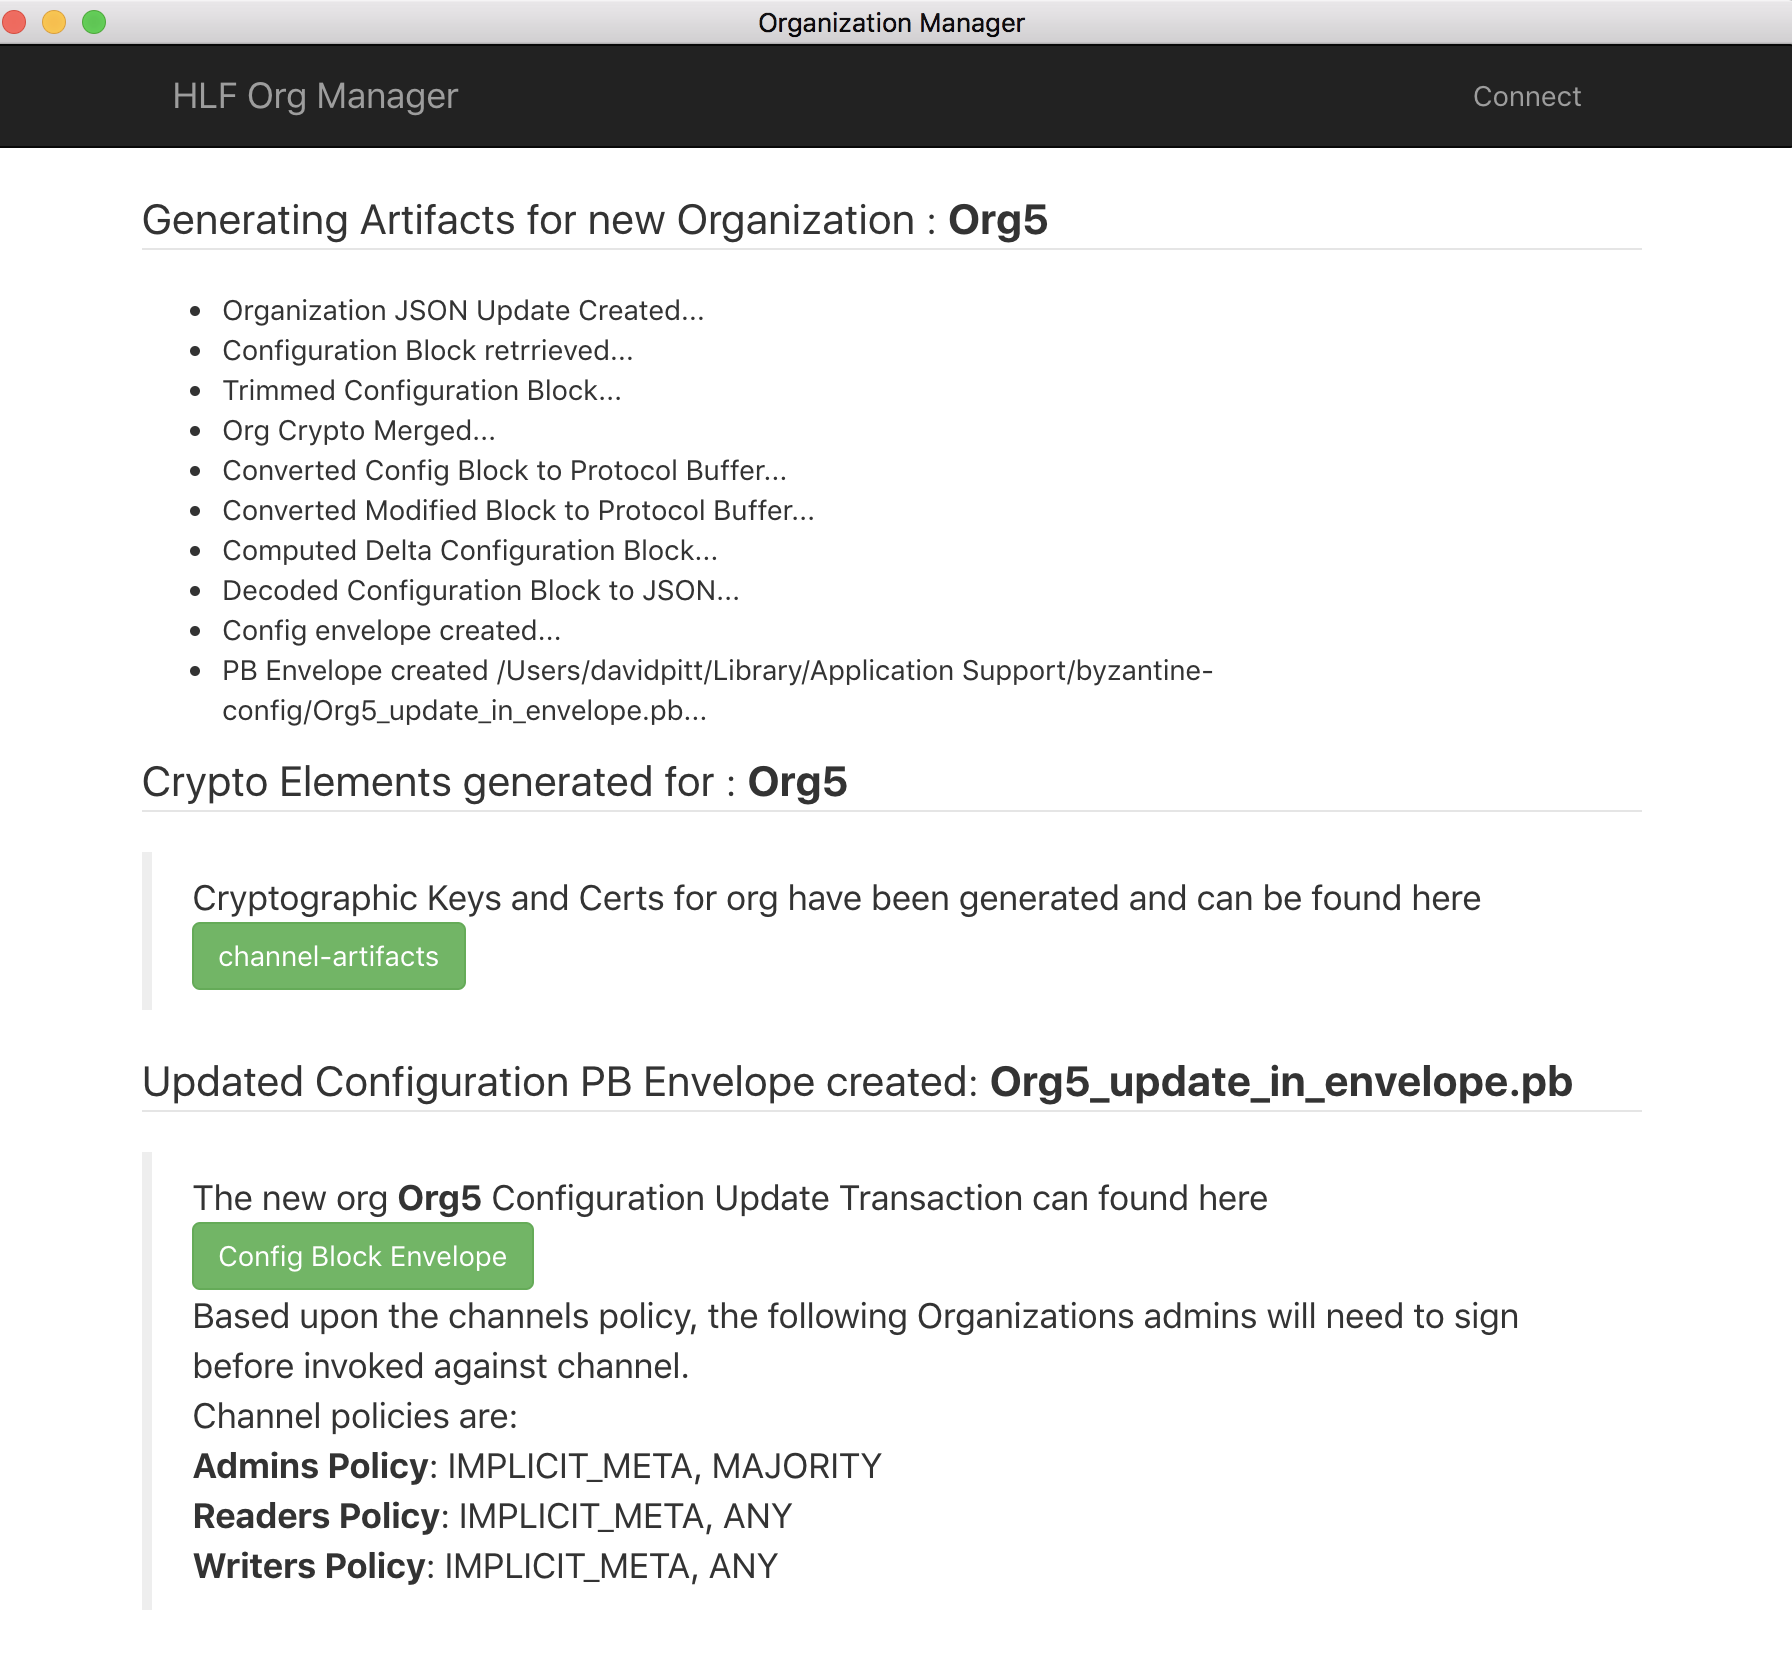 Organization Manager
HLF Org Manager
Connect
Generating Artifacts for new Organization : Org5
Organization JSON Update Created...
Configuration Block retrrieved...
Trimmed Configuration Block...
Org Crypto Merged...
Converted Config Block to Protocol Buffer...
Converted Modified Block to Protocol Buffer...
Computed Delta Configuration Block...
Decoded Configuration Block to JSON...
Config envelope created...
PB Envelope created /Users/davidpitt/Library/Application Support/byzantine-
config/Org5_update_in_envelope.pb...
Crypto Elements generated for : Org5
Cryptographic Keys and Certs for org have been generated and can be found here
channel-artifacts
Updated Configuration PB Envelope created: Org5_update_in_envelope.pb
The new org Org5 Configuration Update Transaction can found here
Config Block Envelope
Based upon the channels policy, the following Organizations admins will need to sign
before invoked against channel.
Channel policies are:
Admins Policy: IMPLICIT_META, MAJORITY
Readers Policy: IMPLICIT_META, ANY
Writers Policy: IMPLICIT_META, ANY